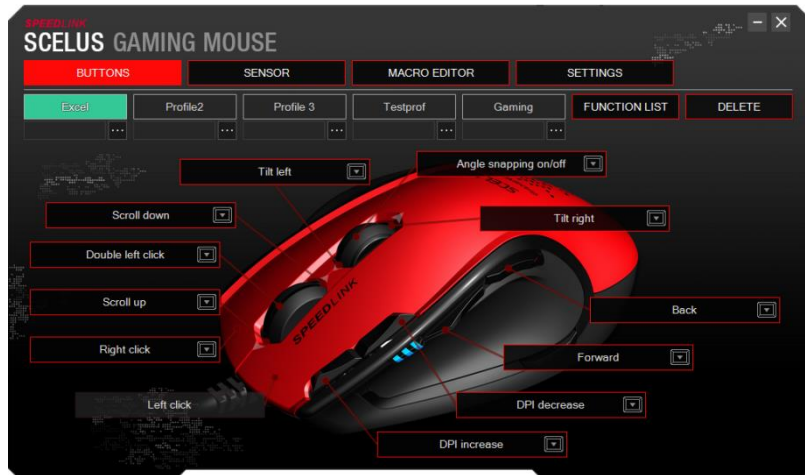 SPEEDLINK
SCELUS GAMING MOUSE
BUTTONS SENSOR MACRO EDITOR SETTINGS
Excel Profile2 Profile 3 Testprof Gaming FUNCTION LIST DELETE
... ... ... ... ...
Tilt left
Angle snapping on/off
Scroll down
Tilt right
Double left click
Scroll up
Back
Right click
Forward
Left click
DPI decrease
DPI increase
SPEEDLINK